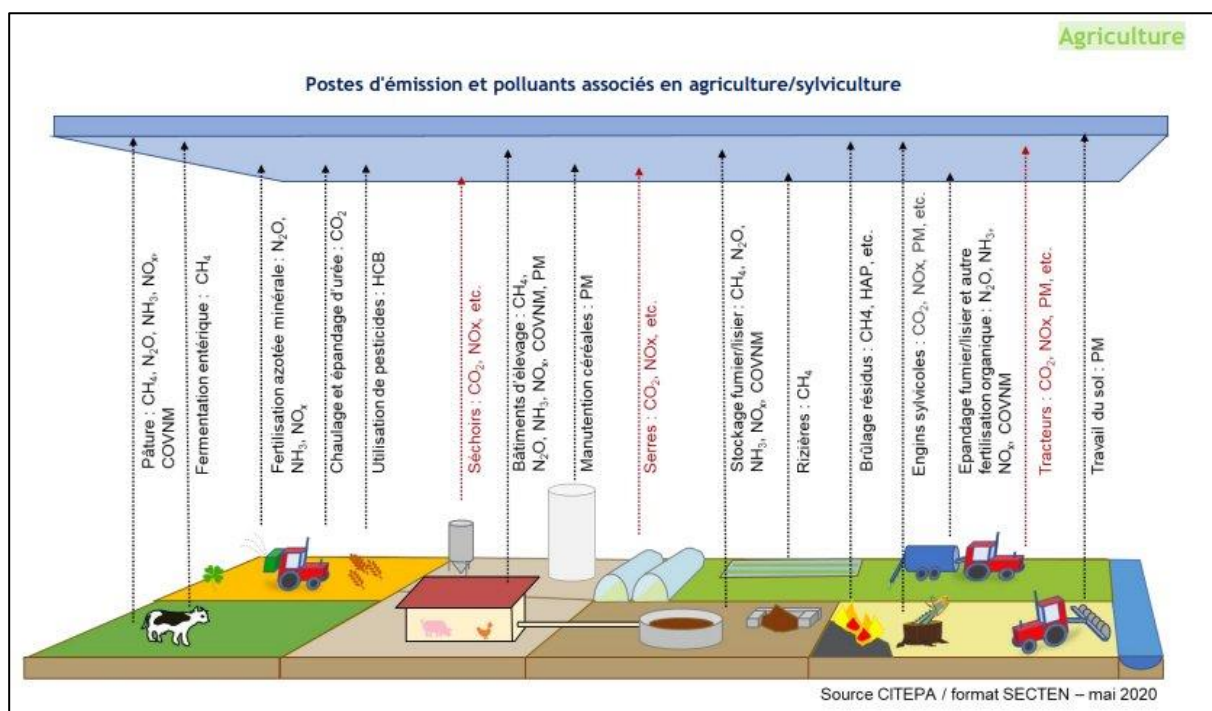 Agriculture
Postes d'émission et polluants associés en agriculture/sylviculture
Pâture : CH₄, N₂O, NH₃, NOₓ,
COVNM
Fermentation entérique : CH₄
Fertilisation azotée minérale : N₂O,
NH₃, NOₓ
Chaulage et épandage d'urée : CO₂
Utilisation de pesticides : HCB
Séchoirs : CO₂, NOx, etc.
Bâtiments d'élevage : CH₄,
N₂O, NH₃, NOₓ, COVNM, PM
Manutention céréales : PM
Serres : CO₂, NOx, etc.
Stockage fumier/lisier : CH₄, N₂O,
NH₃, NOₓ, COVNM
Rizières : CH₄
Brûlage résidus : CH4, HAP, etc.
Engins sylvicoles : CO₂, NOx, PM, etc.
Epandage fumier/lisier et autre
fertilisation organique : N₂O, NH₃,
NOₓ, COVNM
Tracteurs : CO₂, NOx, PM, etc.
Travail du sol : PM
Source CITEPA / format SECTEN – mai 2020